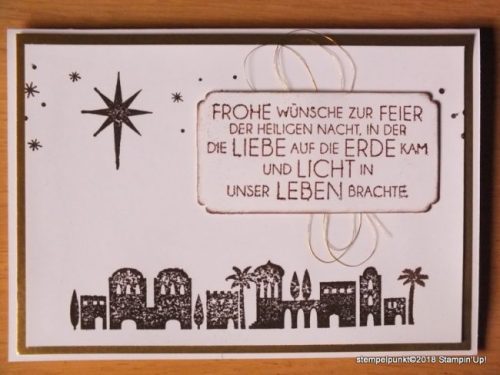 FROHE WÜNSCHE ZUR FEIER
DER HEILIGEN NACHT, IN DER
DIE LIEBE AUF DIE ERDE KAM
UND LICHT IN
UNSER LEBEN BRACHTE.
stempelpunkt©2018 Stampin'Up!